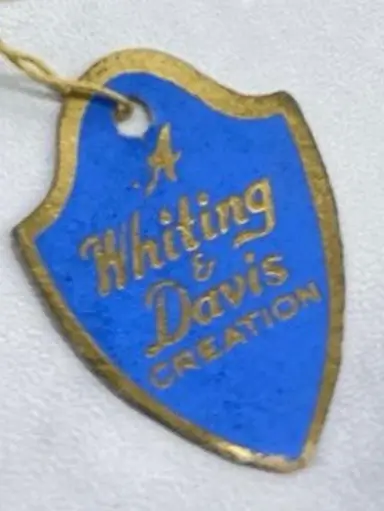 A
Whiting
&
Davis
CREATION